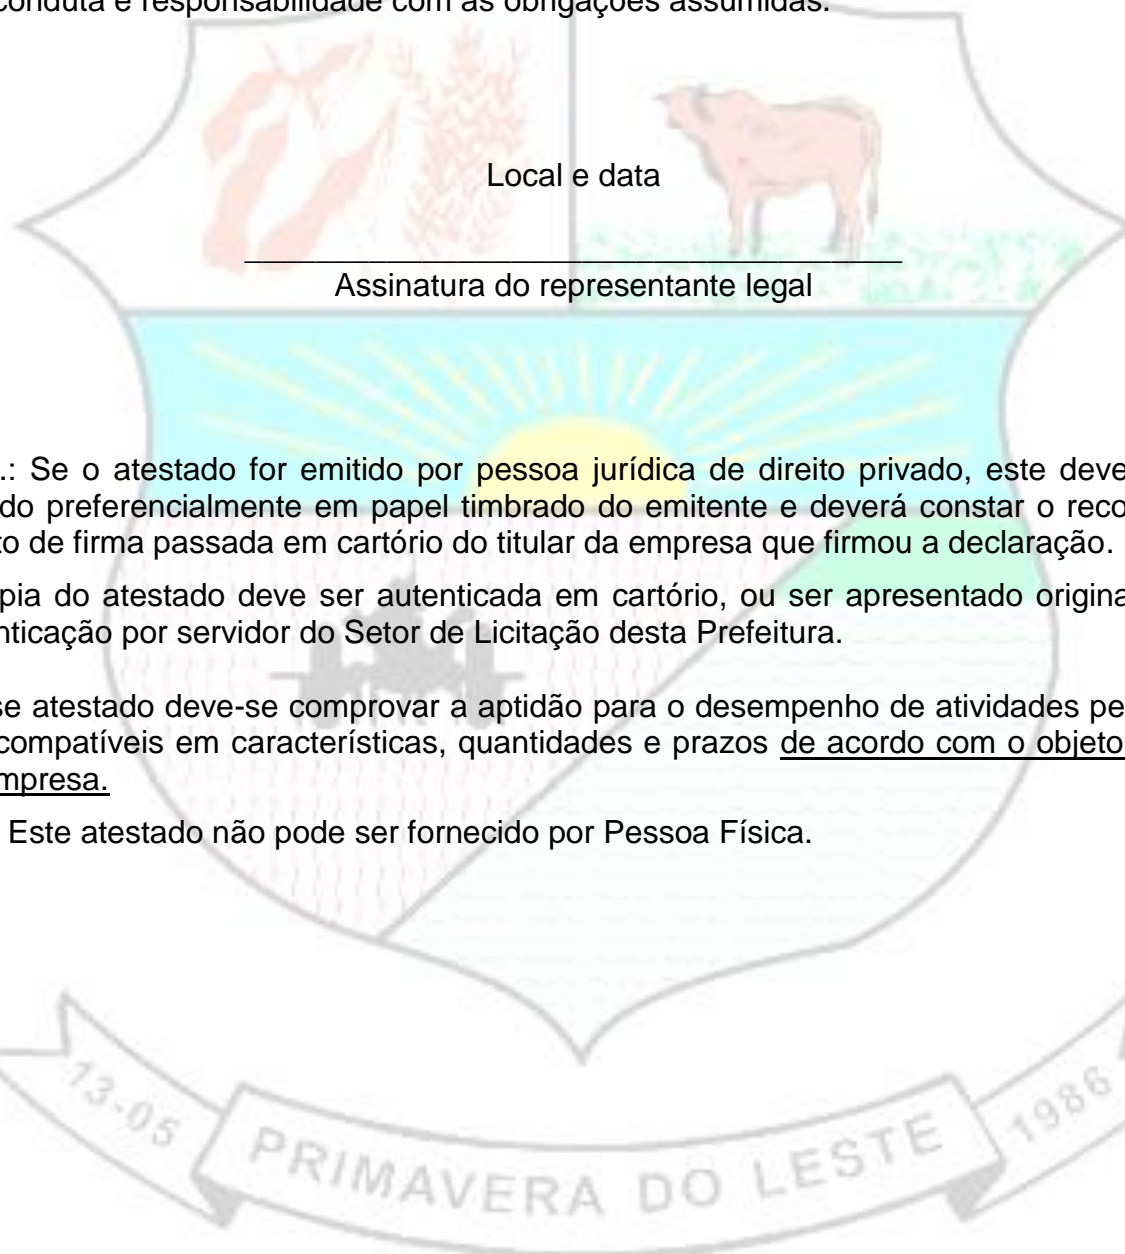 conduta e responsabilidade com as obrigações assumidas.
Local e data
_____________________________________
Assinatura do representante legal
.: Se o atestado for emitido por pessoa jurídica de direito privado, este deve
do preferencialmente em papel timbrado do emitente e deverá constar o reco
to de firma passada em cartório do titular da empresa que firmou a declaração.
pia do atestado deve ser autenticada em cartório, ou ser apresentado origina
nticação por servidor do Setor de Licitação desta Prefeitura.
se atestado deve-se comprovar a aptidão para o desempenho de atividades pe
compatíveis em características, quantidades e prazos de acordo com o objeto
mpresa.
Este atestado não pode ser fornecido por Pessoa Física.
13-05 PRIMAVERA DO LESTE 1986